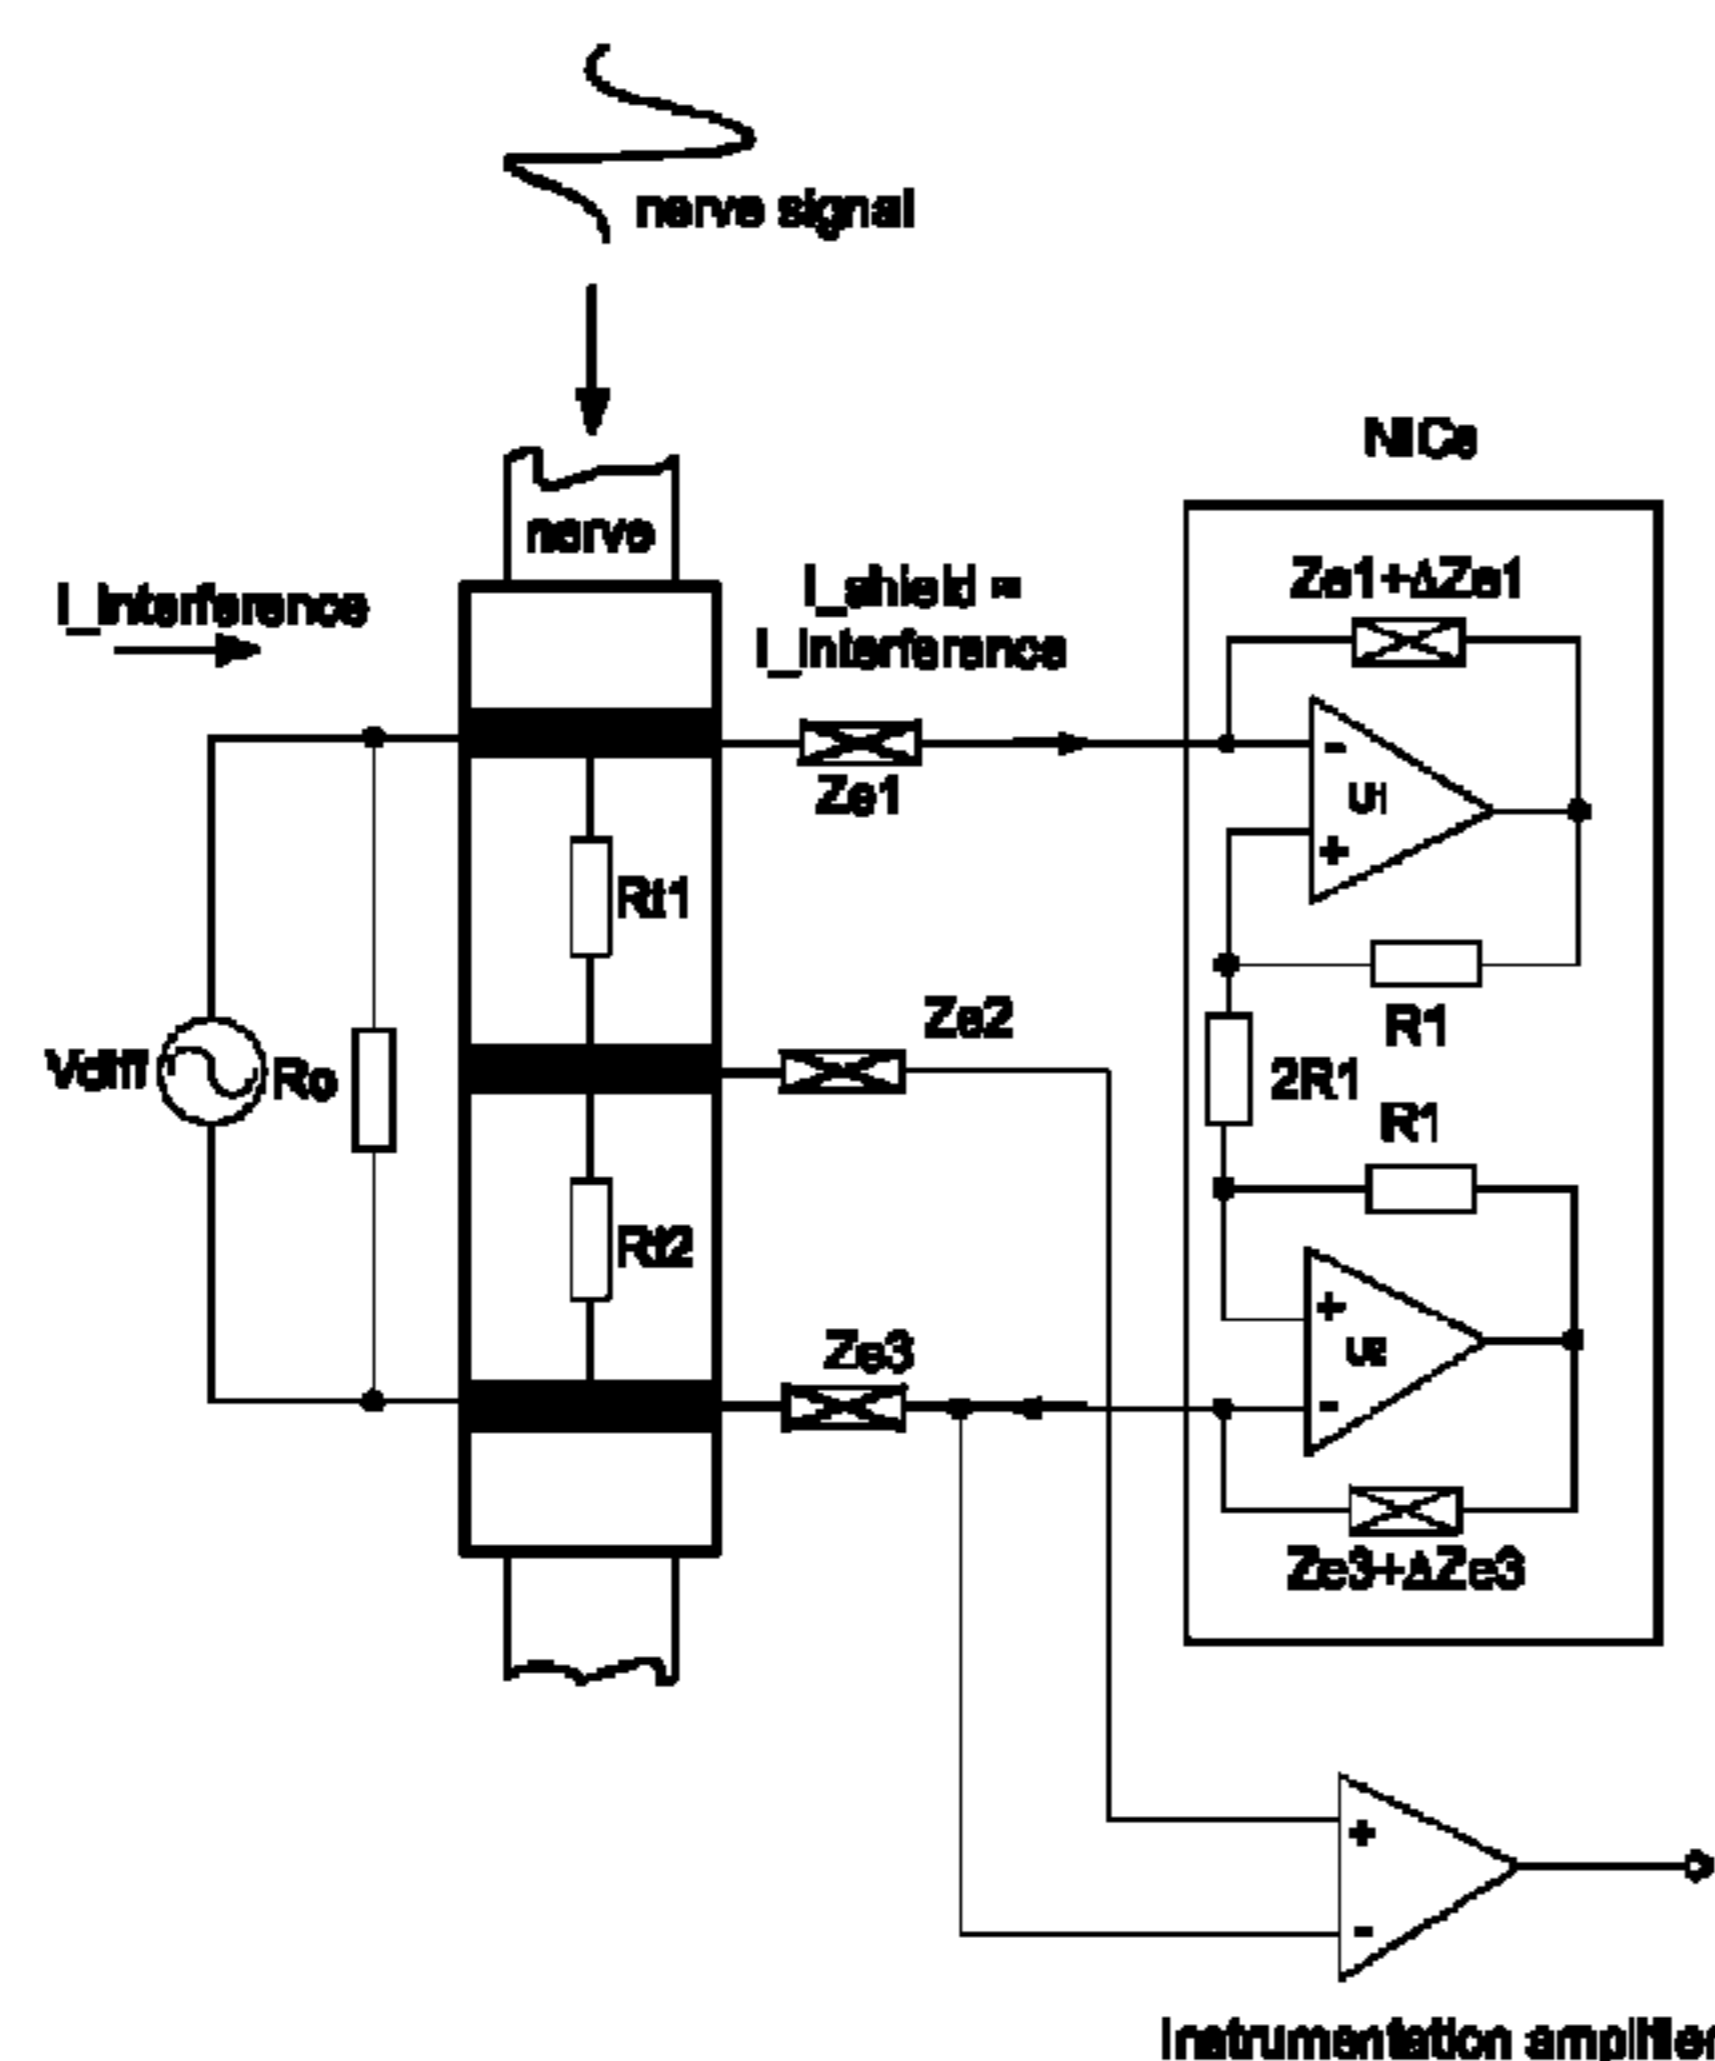 nerve signal
NICs
nerve
I_interference
I_shield =
I_interference
Ze1+ΔZe1
-
Ze1
U1
+
Rt1
R1
Ze2
2R1
Vdiff
Ro
R1
Rt2
+
U2
Ze3
-
Ze3+ΔZe3
+
-
Instrumentation amplifier